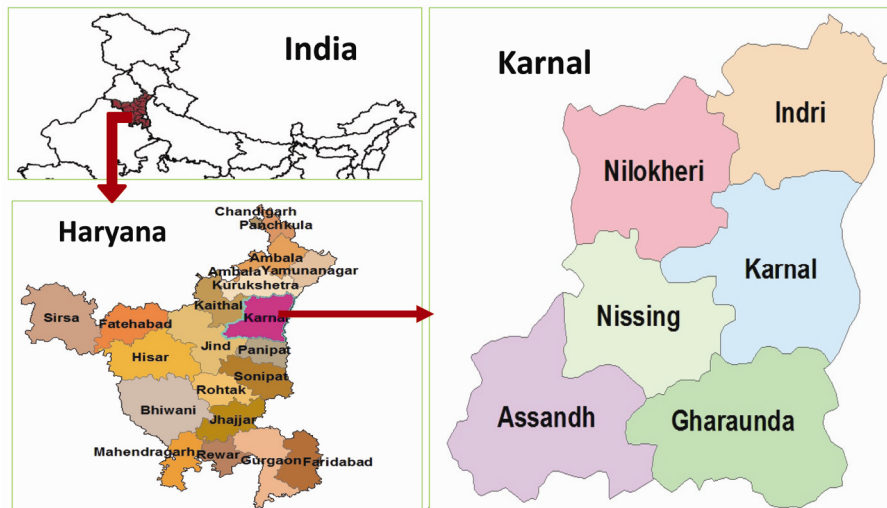 India
Haryana
Chandigarh
Panchkula
Ambala
Ambala
Yamunanagar
Kurukshetra
Kaithal
Karnal
Sirsa
Fatehabad
Jind
Panipat
Hisar
Sonipat
Rohtak
Bhiwani
Jhajjar
Mahendragarh
Rewari
Gurgaon
Faridabad
Karnal
Indri
Nilokheri
Karnal
Nissing
Assandh
Gharaunda